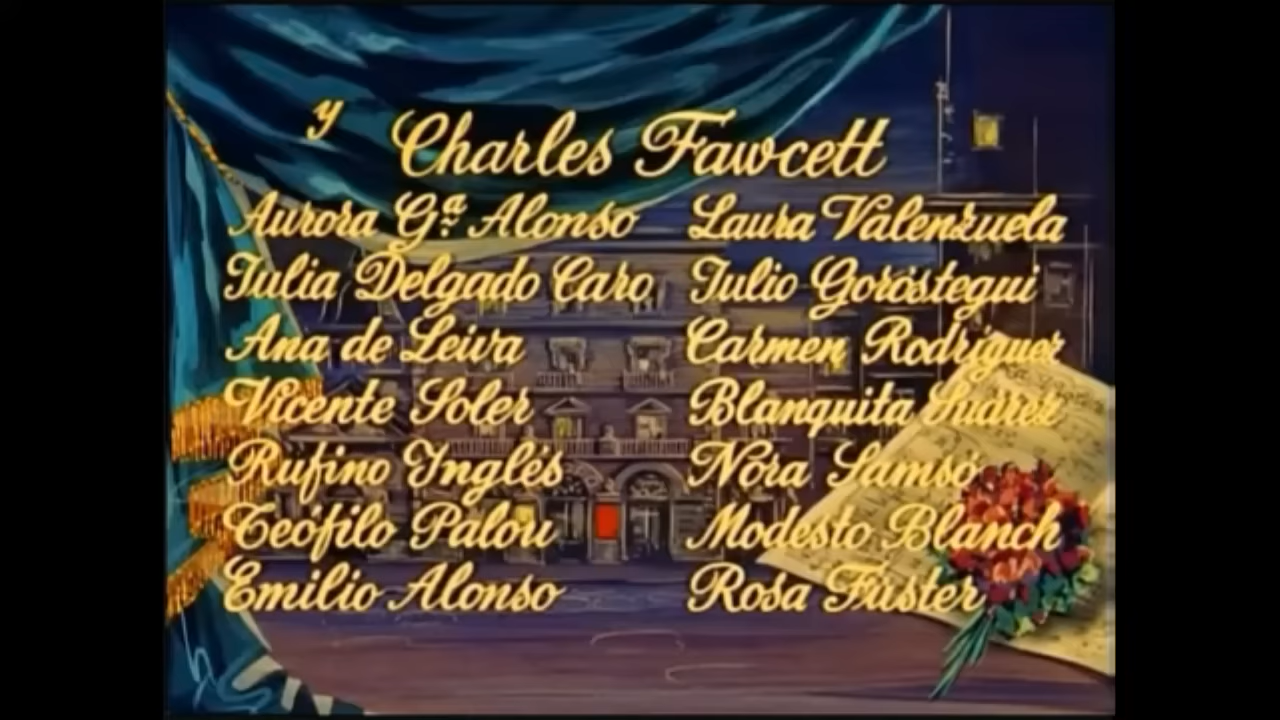 y Charles Fawcett
Aurora Gª Alonso
Julia Delgado Caro
Ana de Leiva
Vicente Soler
Rufino Inglés
Teófilo Palou
Emilio Alonso
Laura Valenzuela
Julio Goróstegui
Carmen Rodríguez
Blanquita Suárez
Nora Samsó
Modesto Blanch
Rosa Fúster